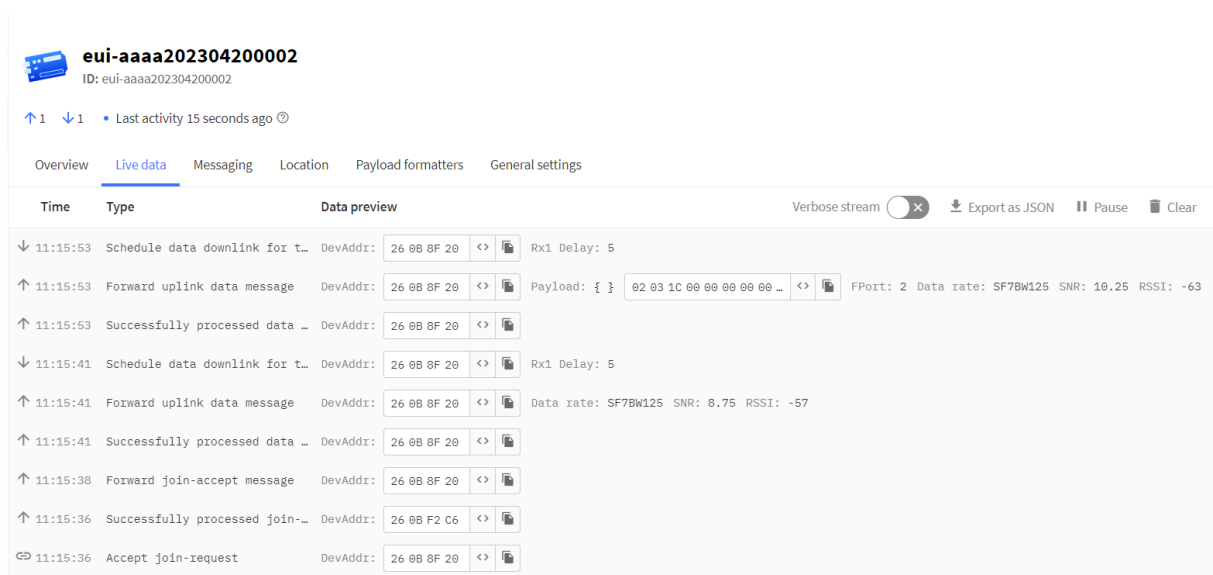 eui-aaaa202304200002
ID: eui-aaaa202304200002
1 1 • Last activity 15 seconds ago
Overview Live data Messaging Location Payload formatters General settings
Time Type Data preview Verbose stream Export as JSON Pause Clear
11:15:53 Schedule data downlink for t… DevAddr: 26 0B 8F 20 <> Rx1 Delay: 5
11:15:53 Forward uplink data message DevAddr: 26 0B 8F 20 <> Payload: { } 02 03 1C 00 00 00 00 00 … <> FPort: 2 Data rate: SF7BW125 SNR: 10.25 RSSI: -63
11:15:53 Successfully processed data … DevAddr: 26 0B 8F 20 <>
11:15:41 Schedule data downlink for t… DevAddr: 26 0B 8F 20 <> Rx1 Delay: 5
11:15:41 Forward uplink data message DevAddr: 26 0B 8F 20 <> Data rate: SF7BW125 SNR: 8.75 RSSI: -57
11:15:41 Successfully processed data … DevAddr: 26 0B 8F 20 <>
11:15:38 Forward join-accept message DevAddr: 26 0B 8F 20 <>
11:15:36 Successfully processed join-… DevAddr: 26 0B F2 C6 <>
11:15:36 Accept join-request DevAddr: 26 0B 8F 20 <>